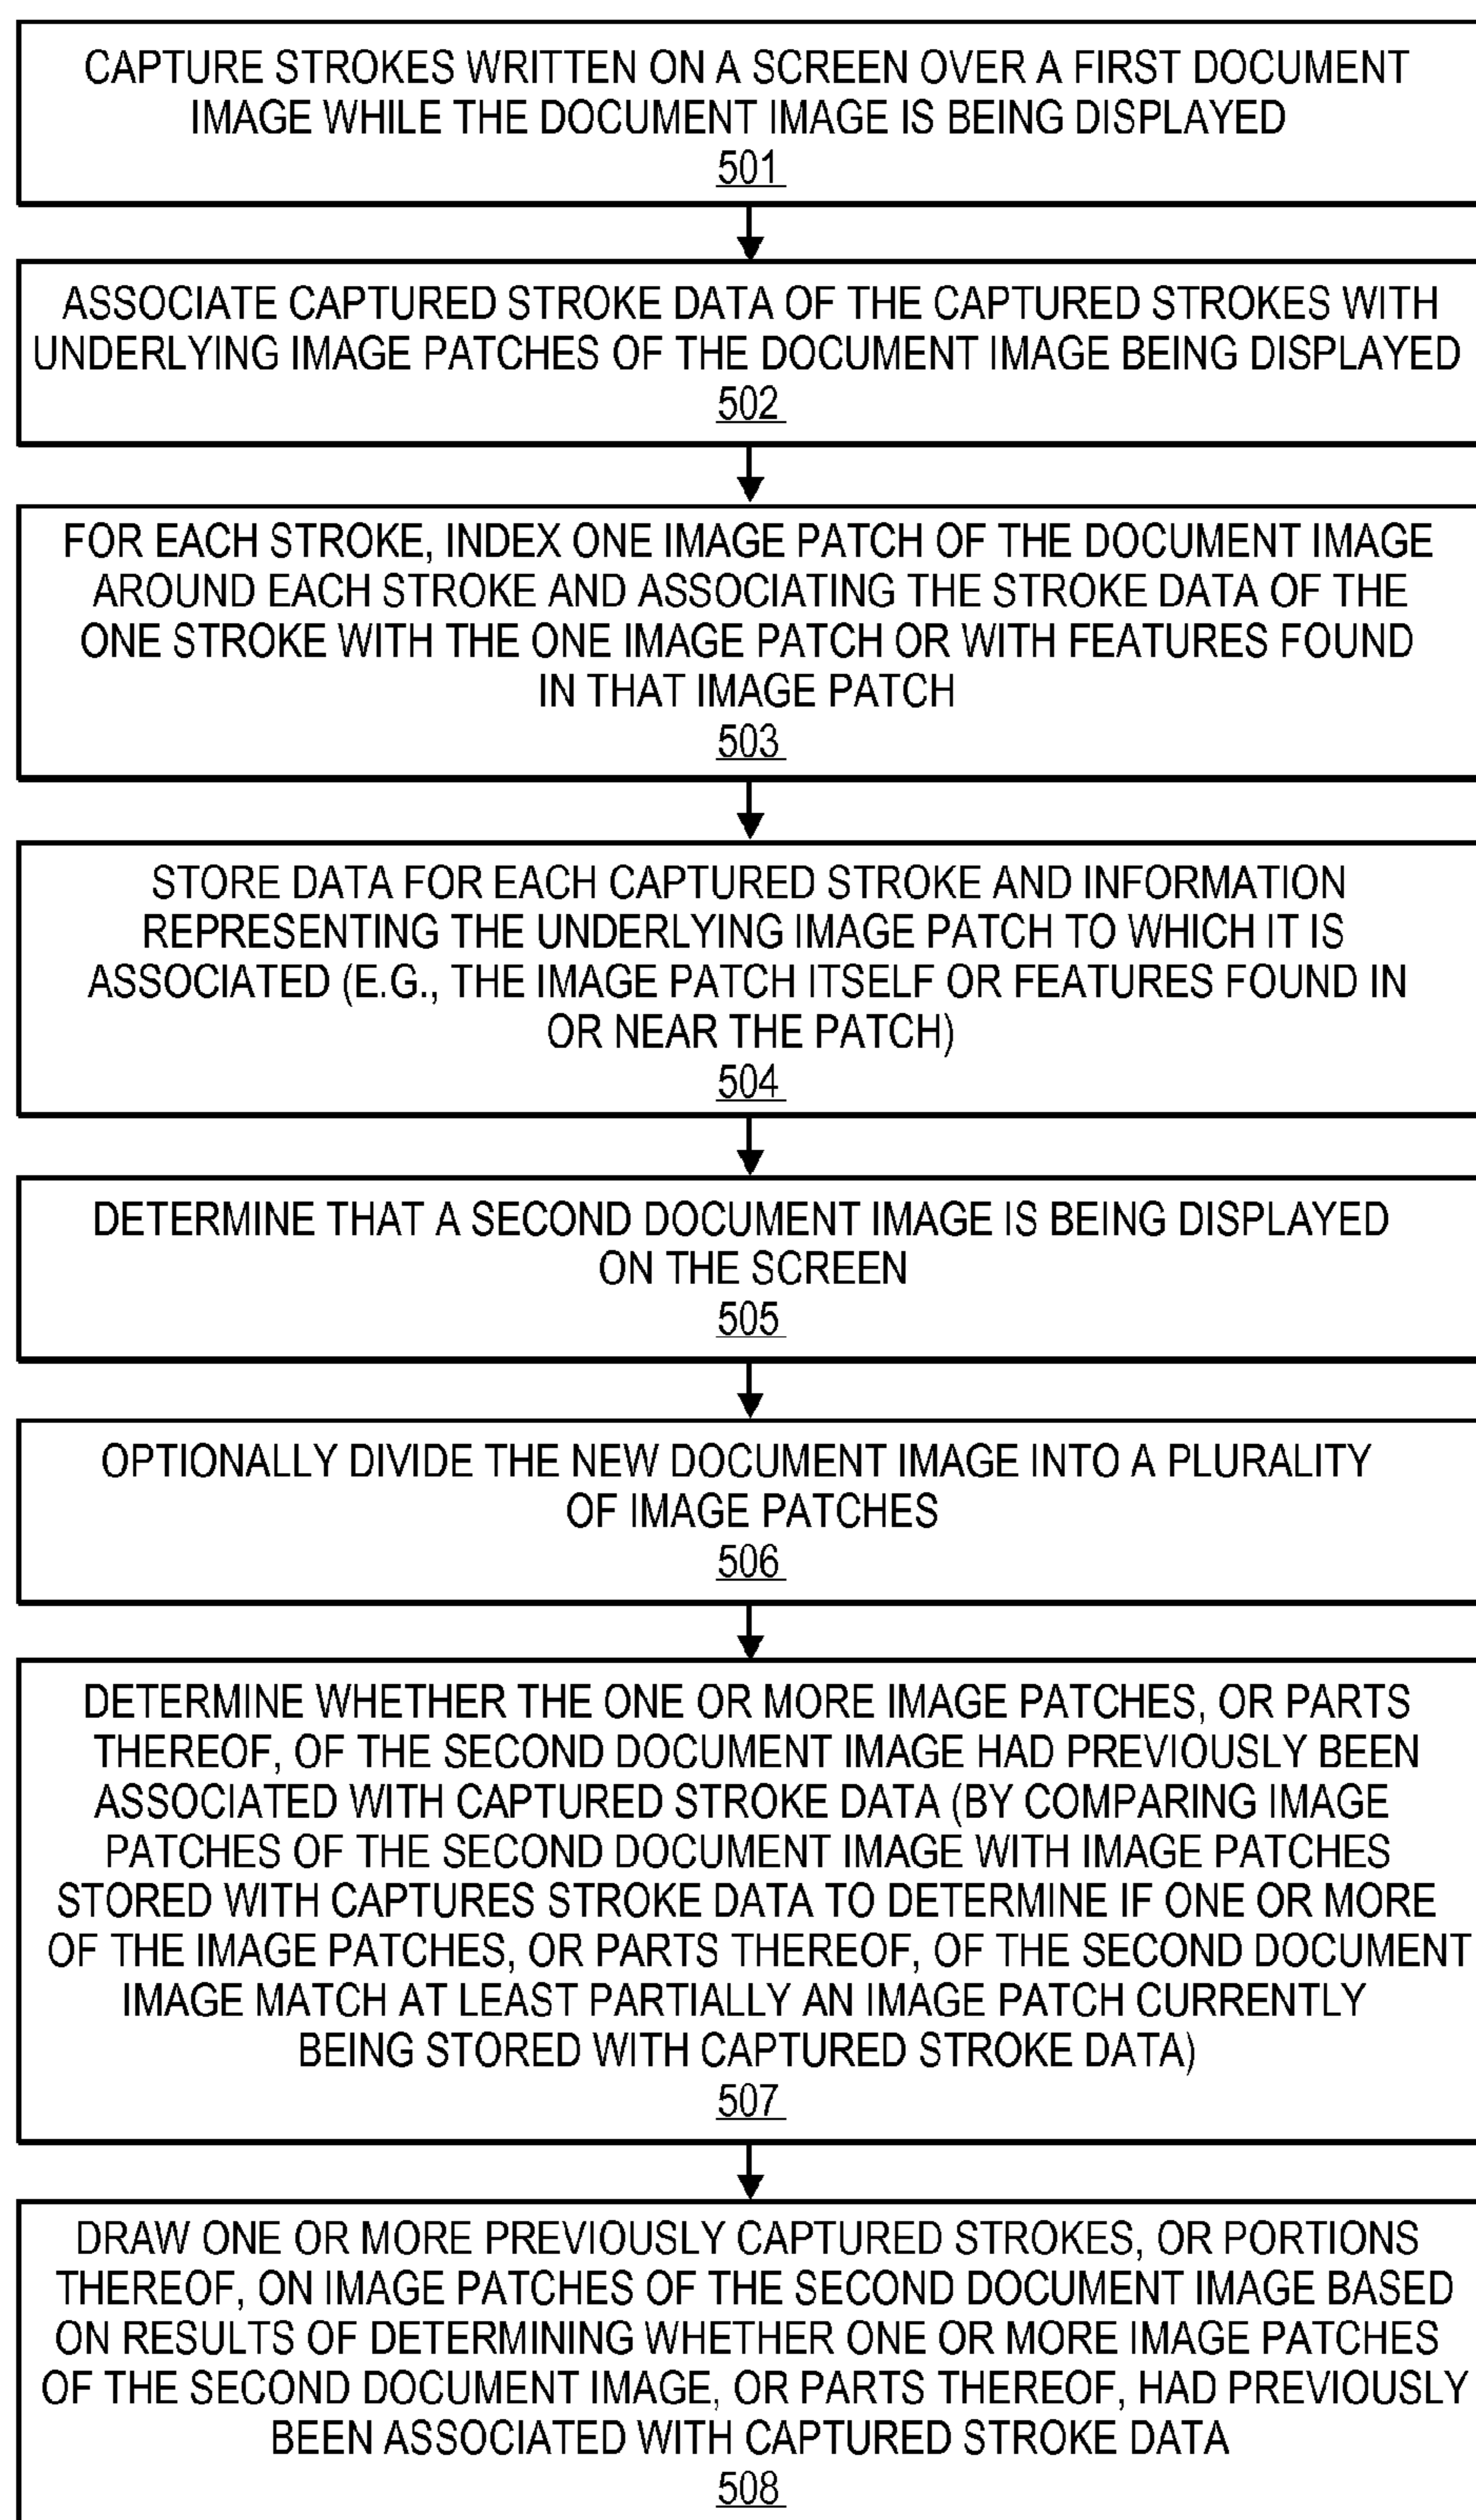 CAPTURE STROKES WRITTEN ON A SCREEN OVER A FIRST DOCUMENT
IMAGE WHILE THE DOCUMENT IMAGE IS BEING DISPLAYED
501
ASSOCIATE CAPTURED STROKE DATA OF THE CAPTURED STROKES WITH
UNDERLYING IMAGE PATCHES OF THE DOCUMENT IMAGE BEING DISPLAYED
502
FOR EACH STROKE, INDEX ONE IMAGE PATCH OF THE DOCUMENT IMAGE
AROUND EACH STROKE AND ASSOCIATING THE STROKE DATA OF THE
ONE STROKE WITH THE ONE IMAGE PATCH OR WITH FEATURES FOUND
IN THAT IMAGE PATCH
503
STORE DATA FOR EACH CAPTURED STROKE AND INFORMATION
REPRESENTING THE UNDERLYING IMAGE PATCH TO WHICH IT IS
ASSOCIATED (E.G., THE IMAGE PATCH ITSELF OR FEATURES FOUND IN
OR NEAR THE PATCH)
504
DETERMINE THAT A SECOND DOCUMENT IMAGE IS BEING DISPLAYED
ON THE SCREEN
505
OPTIONALLY DIVIDE THE NEW DOCUMENT IMAGE INTO A PLURALITY
OF IMAGE PATCHES
506
DETERMINE WHETHER THE ONE OR MORE IMAGE PATCHES, OR PARTS
THEREOF, OF THE SECOND DOCUMENT IMAGE HAD PREVIOUSLY BEEN
ASSOCIATED WITH CAPTURED STROKE DATA (BY COMPARING IMAGE
PATCHES OF THE SECOND DOCUMENT IMAGE WITH IMAGE PATCHES
STORED WITH CAPTURES STROKE DATA TO DETERMINE IF ONE OR MORE
OF THE IMAGE PATCHES, OR PARTS THEREOF, OF THE SECOND DOCUMENT
IMAGE MATCH AT LEAST PARTIALLY AN IMAGE PATCH CURRENTLY
BEING STORED WITH CAPTURED STROKE DATA)
507
DRAW ONE OR MORE PREVIOUSLY CAPTURED STROKES, OR PORTIONS
THEREOF, ON IMAGE PATCHES OF THE SECOND DOCUMENT IMAGE BASED
ON RESULTS OF DETERMINING WHETHER ONE OR MORE IMAGE PATCHES
OF THE SECOND DOCUMENT IMAGE, OR PARTS THEREOF, HAD PREVIOUSLY
BEEN ASSOCIATED WITH CAPTURED STROKE DATA
508